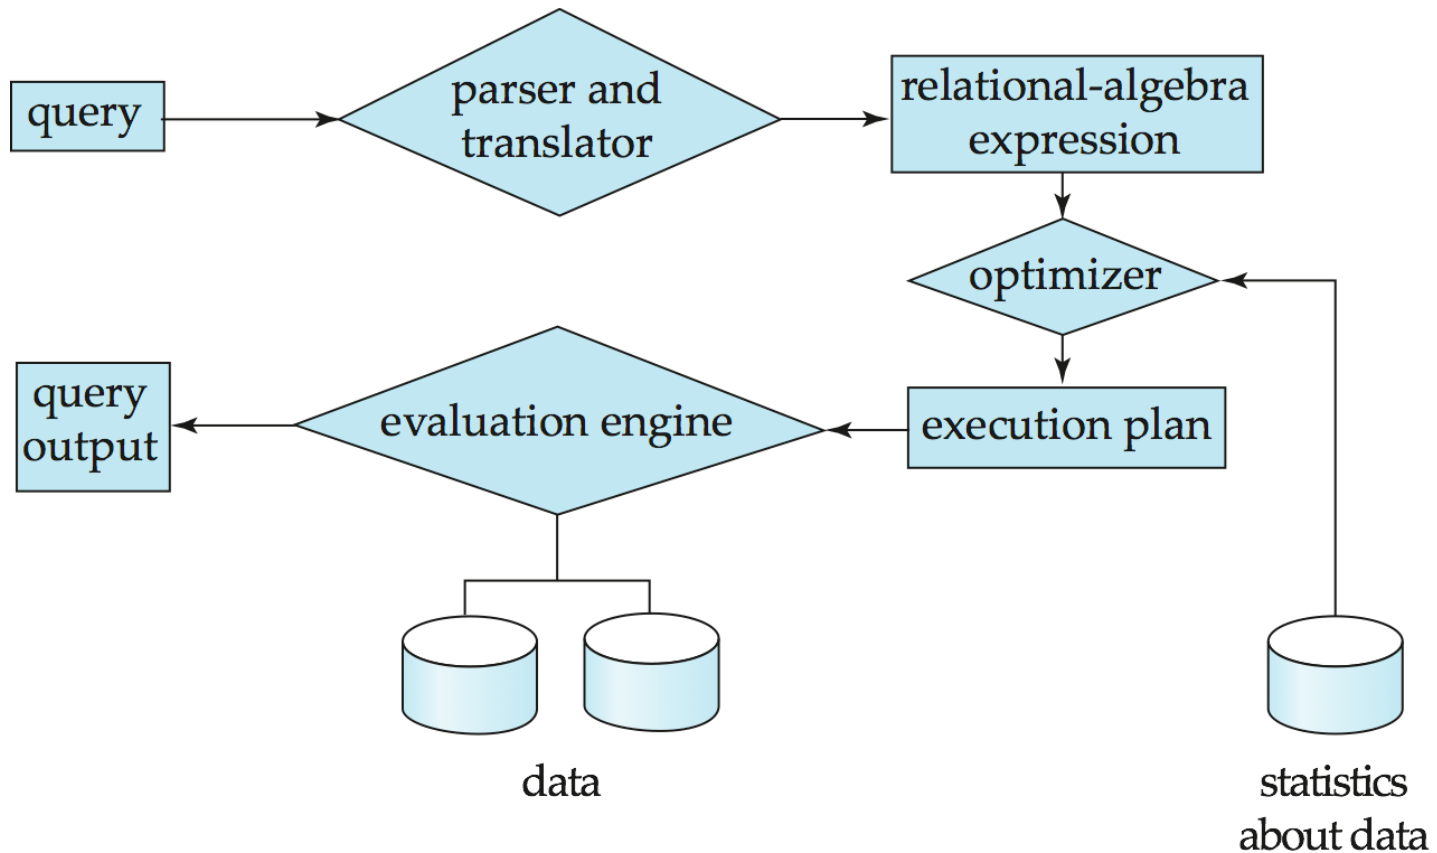 query
parser and
translator
relational-algebra
expression
optimizer
query
output
evaluation engine
execution plan
data
statistics
about data